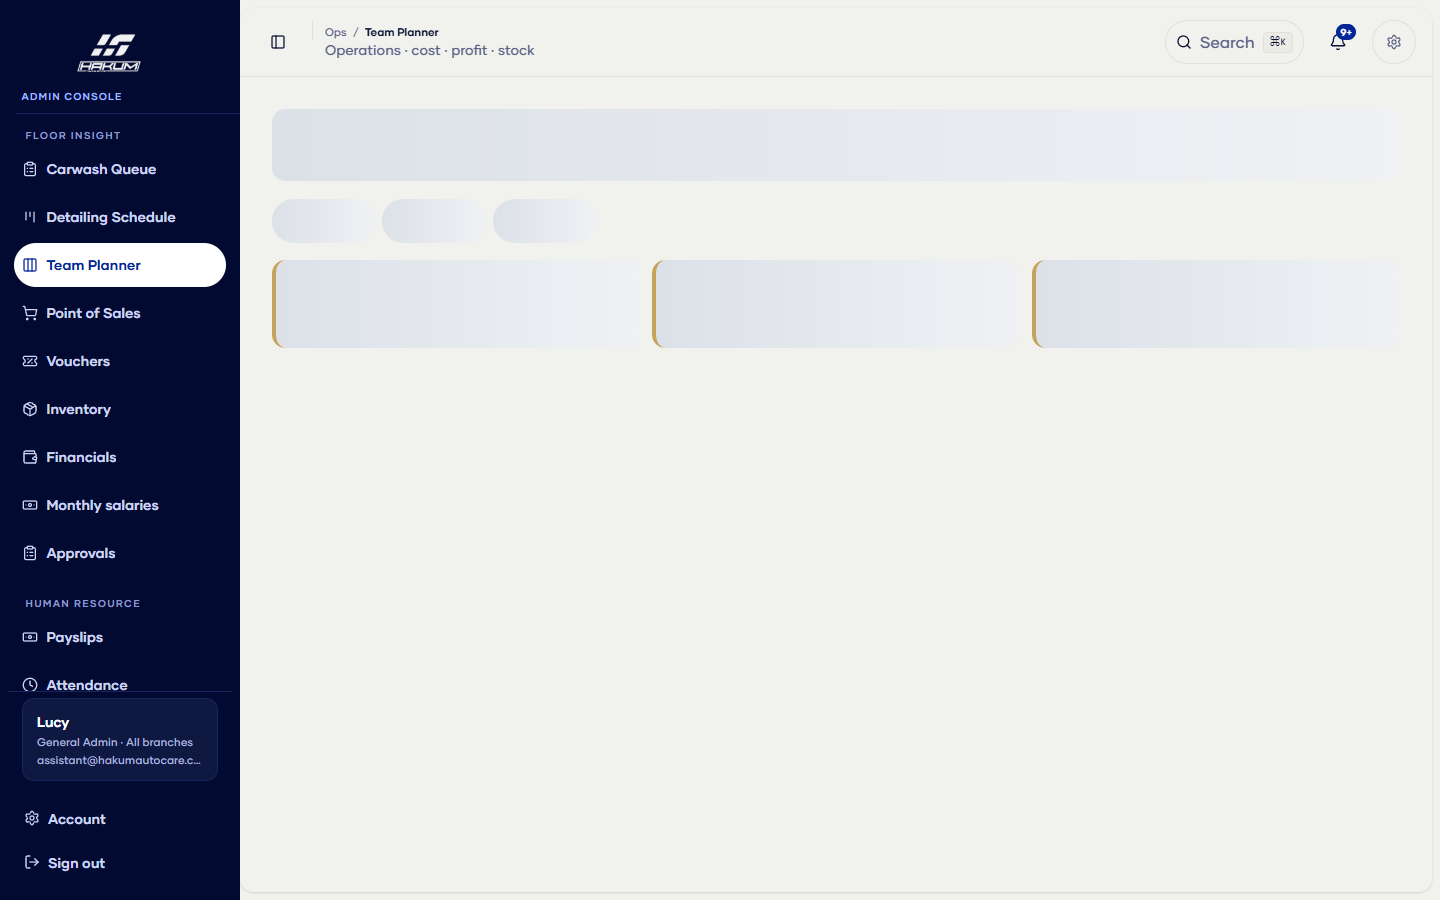 HAKUM
ADMIN CONSOLE
FLOOR INSIGHT
Carwash Queue
Detailing Schedule
Team Planner
Point of Sales
Vouchers
Inventory
Financials
Monthly salaries
Approvals
HUMAN RESOURCE
Payslips
Attendance
Lucy
General Admin · All branches
assistant@hakumautocare.c...
Account
Sign out
Ops / Team Planner
Operations · cost · profit · stock
Search ⌘K
9+